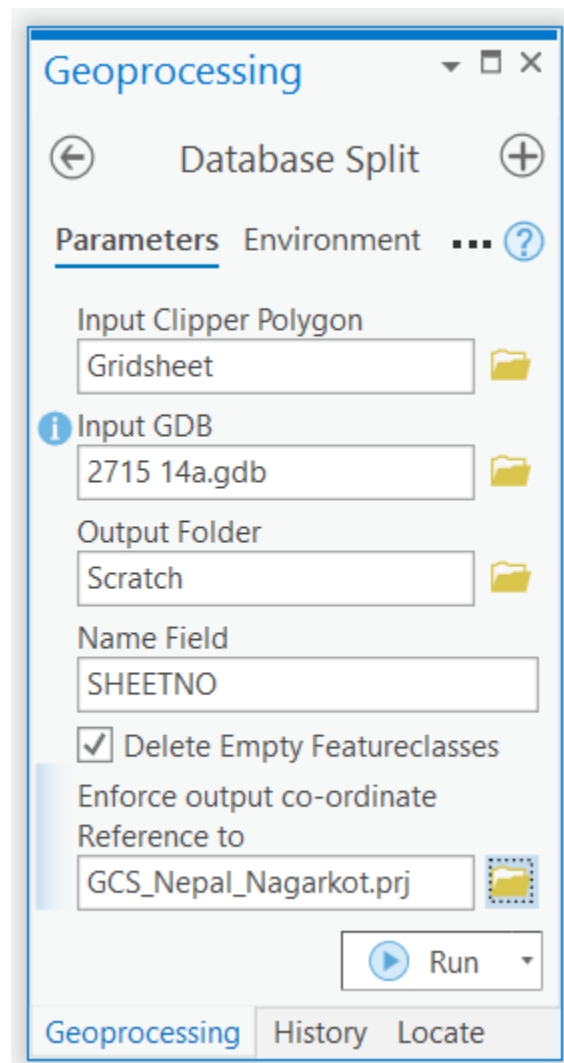 Geoprocessing
Database Split
Parameters Environment
Input Clipper Polygon
Gridsheet
Input GDB
2715 14a.gdb
Output Folder
Scratch
Name Field
SHEETNO
Delete Empty Featureclasses
Enforce output co-ordinate
Reference to
GCS_Nepal_Nagarkot.prj
Run
Geoprocessing History Locate